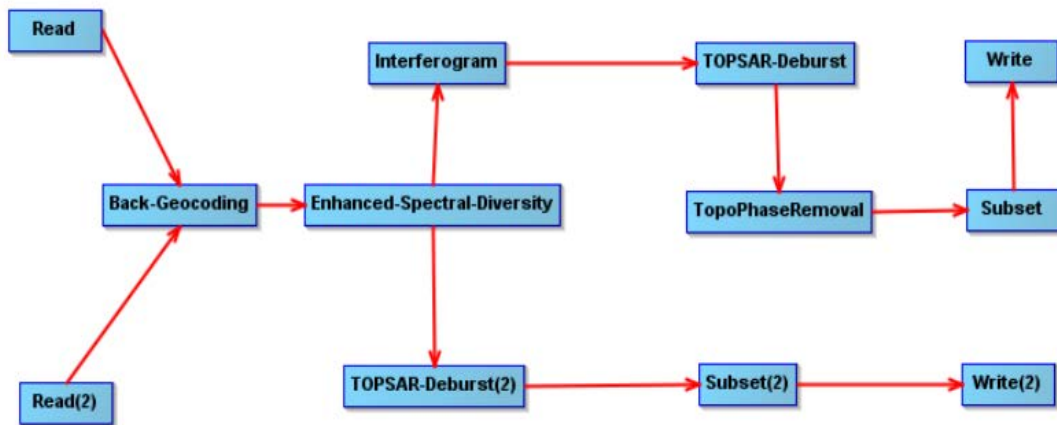 Read
Interferogram
TOPSAR-Deburst
Write
Back-Geocoding
Enhanced-Spectral-Diversity
TopoPhaseRemoval
Subset
Read(2)
TOPSAR-Deburst(2)
Subset(2)
Write(2)